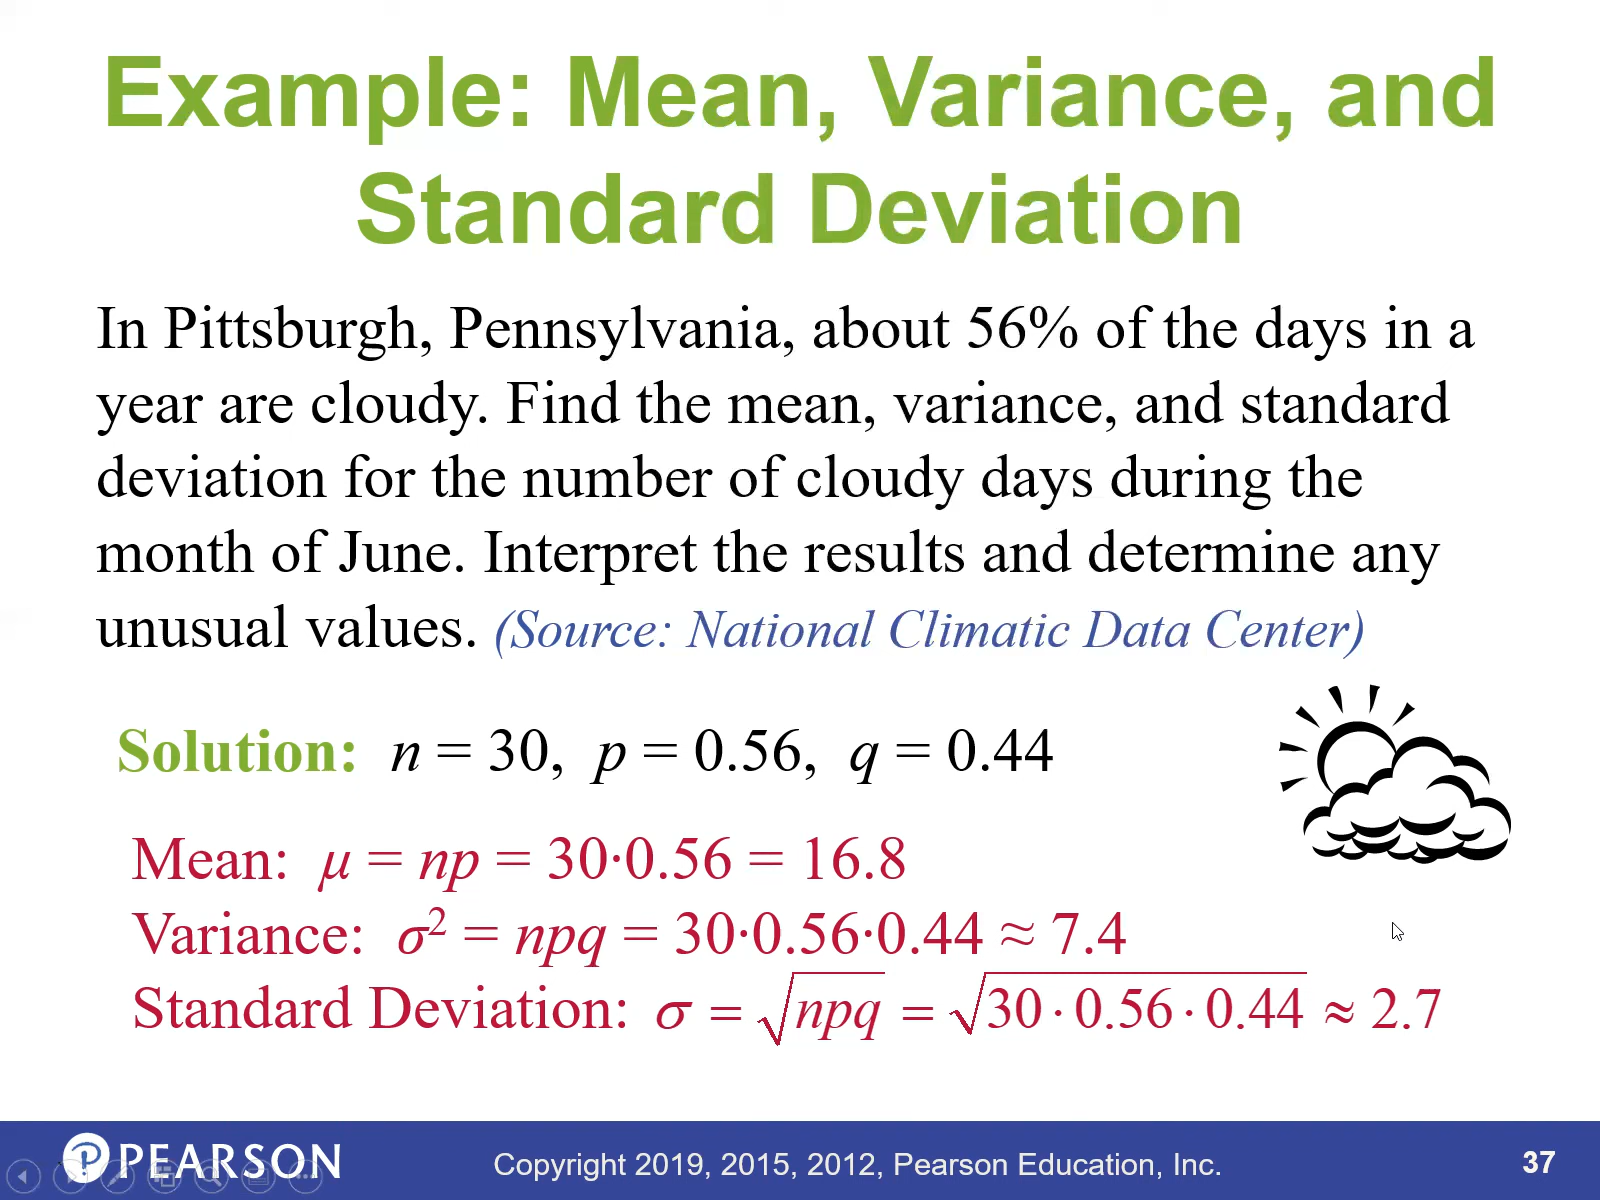 Example: Mean, Variance, and
Standard Deviation
In Pittsburgh, Pennsylvania, about 56% of the days in a
year are cloudy. Find the mean, variance, and standard
deviation for the number of cloudy days during the
month of June. Interpret the results and determine any
unusual values. (Source: National Climatic Data Center)
Solution: n = 30, p = 0.56, q = 0.44
Mean: μ = np = 30·0.56 = 16.8
Variance: σ² = npq = 30·0.56·0.44 ≈ 7.4
Standard Deviation: σ = √npq = √30 · 0.56 · 0.44 ≈ 2.7
PEARSON Copyright 2019, 2015, 2012, Pearson Education, Inc. 37